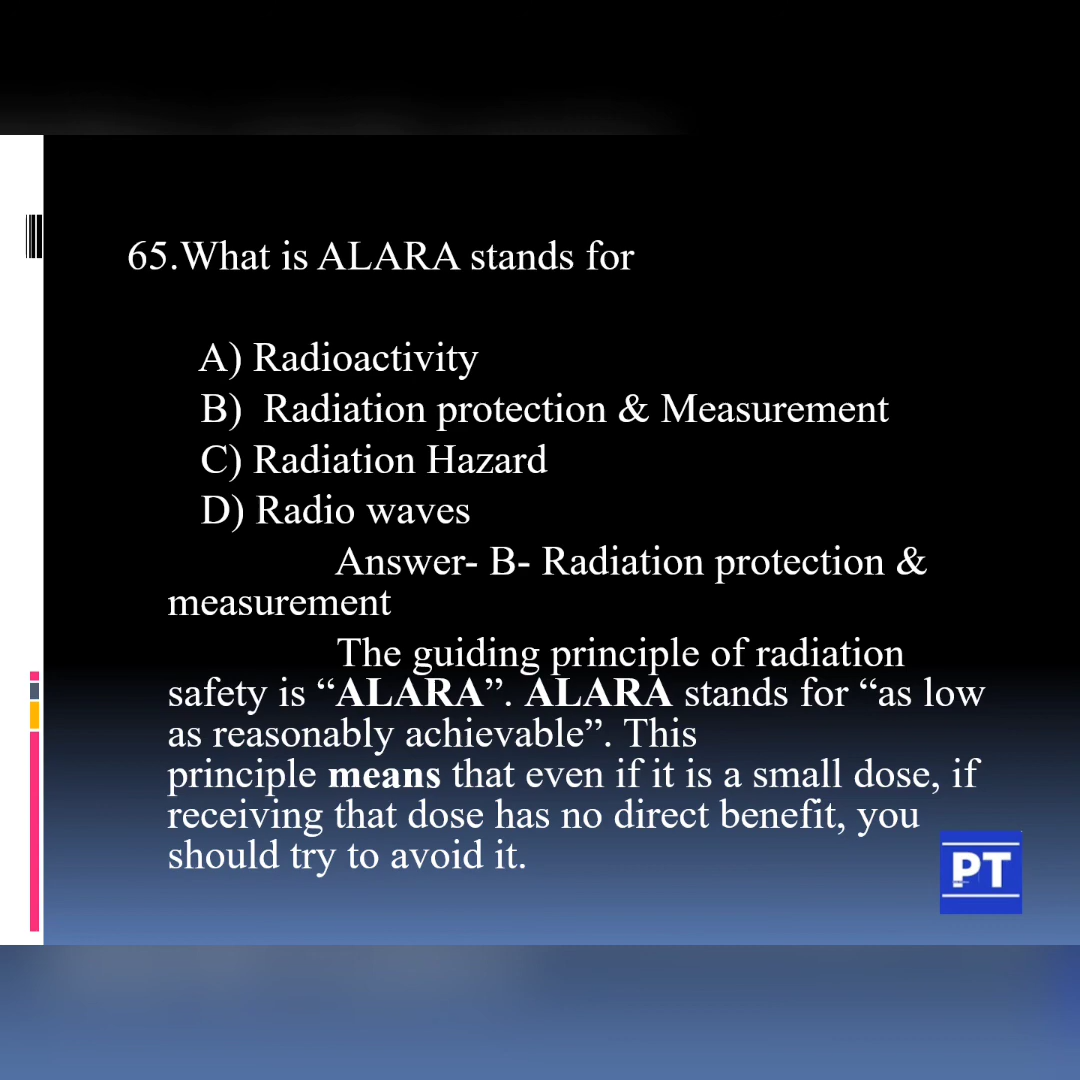 65.What is ALARA stands for
A) Radioactivity
B) Radiation protection & Measurement
C) Radiation Hazard
D) Radio waves
Answer- B- Radiation protection &
measurement
The guiding principle of radiation
safety is “ALARA”. ALARA stands for “as low
as reasonably achievable”. This
principle means that even if it is a small dose, if
receiving that dose has no direct benefit, you
should try to avoid it.
PT